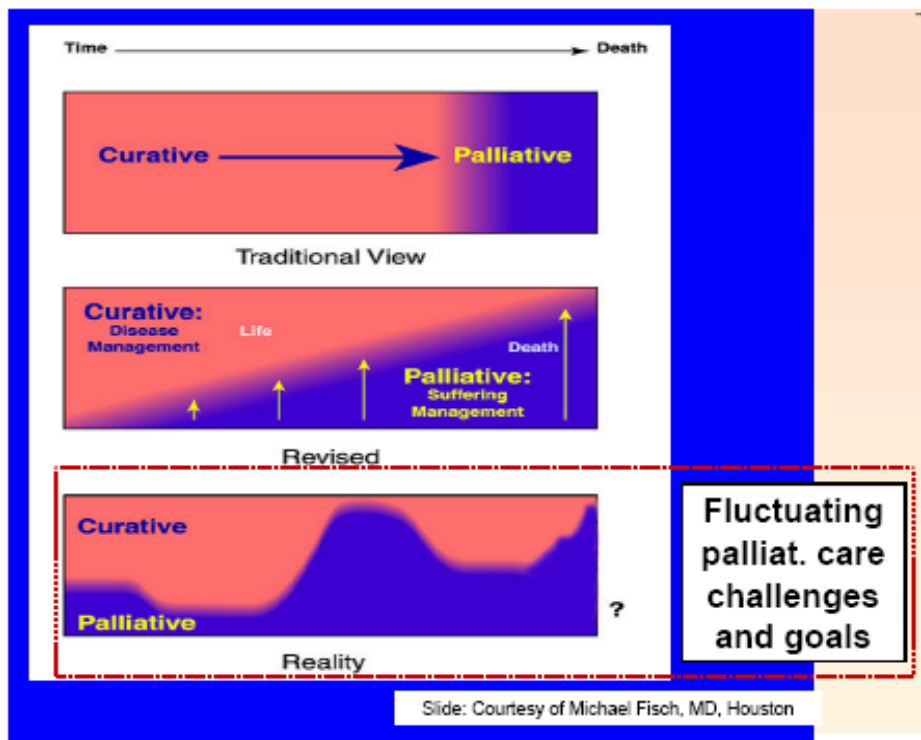 Time Death
Curative Palliative
Traditional View
Curative:
Disease
Management
Life
Death
Palliative:
Suffering
Management
Revised
Curative
Palliative
?
Reality
Fluctuating
palliat. care
challenges
and goals
Slide: Courtesy of Michael Fisch, MD, Houston